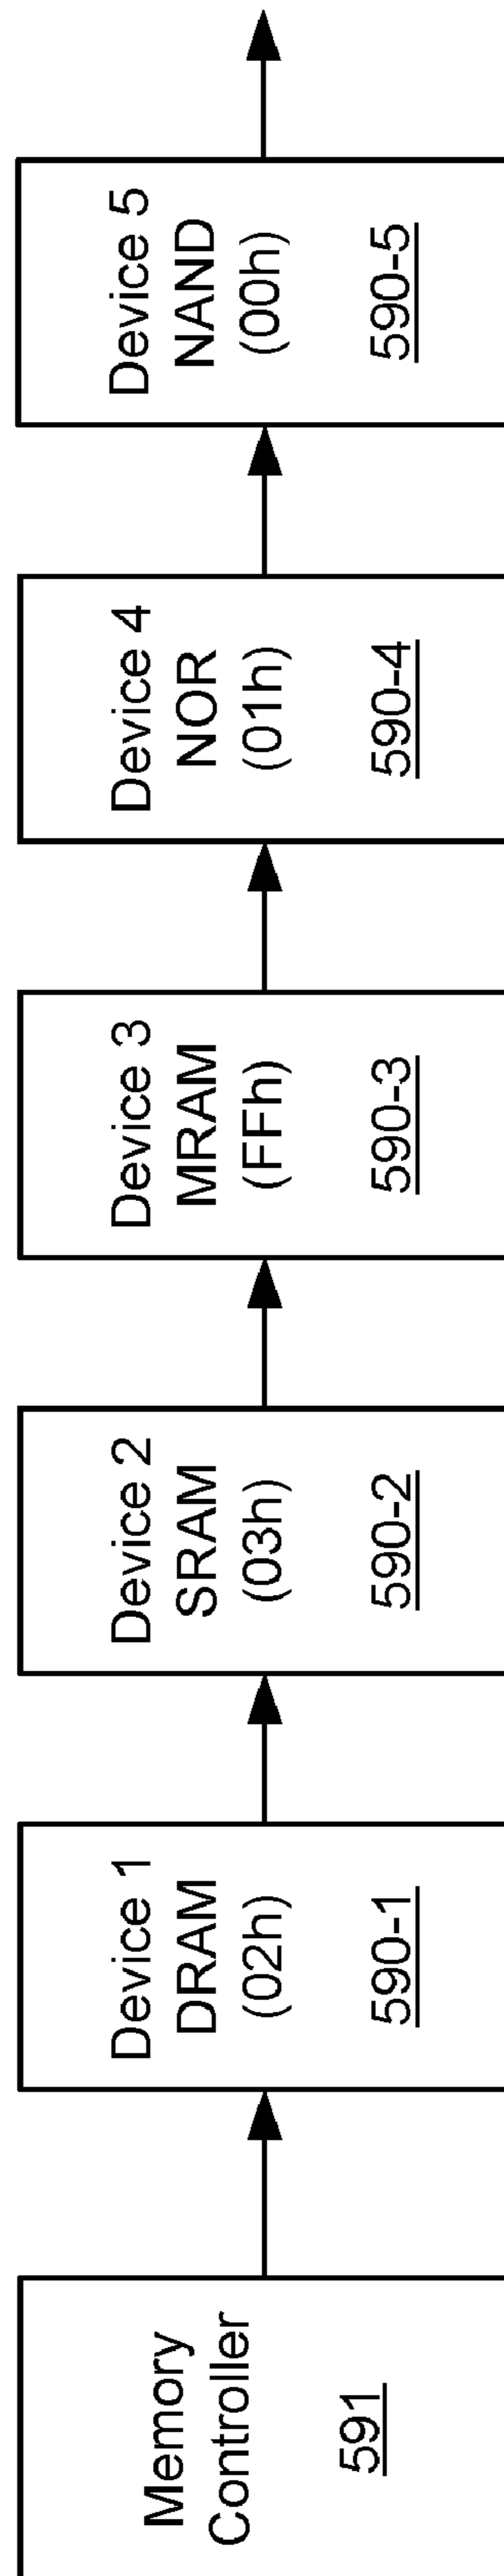 Memory
Controller
591
Device 1
DRAM
(02h)
590-1
Device 2
SRAM
(03h)
590-2
Device 3
MRAM
(FFh)
590-3
Device 4
NOR
(01h)
590-4
Device 5
NAND
(00h)
590-5